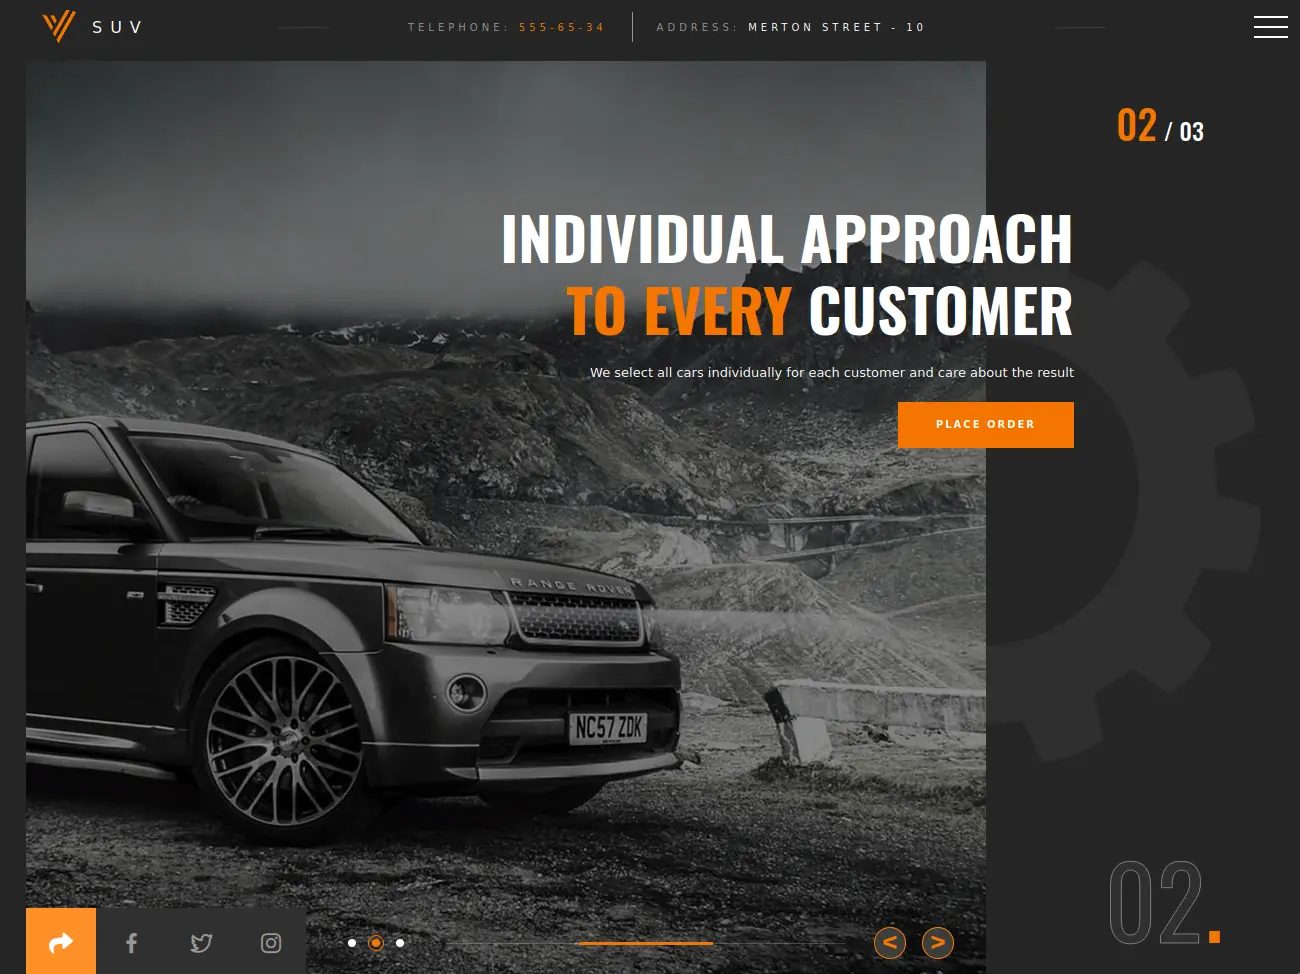 SUV
TELEPHONE: 555-65-34
ADDRESS: MERTON STREET - 10
02 / 03
INDIVIDUAL APPROACH
TO EVERY CUSTOMER
We select all cars individually for each customer and care about the result
PLACE ORDER
RANGE ROVER
NC57 ZDK
< >
02.